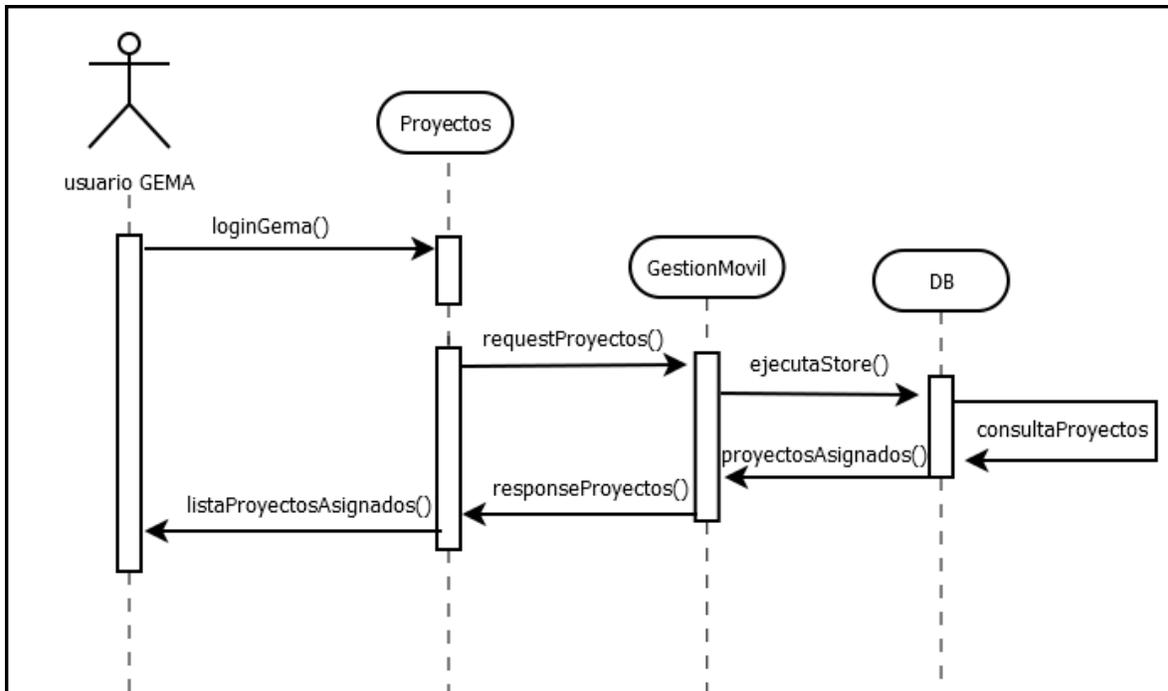 usuario GEMA
Proyectos
loginGema()
GestionMovil
DB
requestProyectos()
ejecutaStore()
consultaProyectos
proyectosAsignados()
responseProyectos()
listaProyectosAsignados()